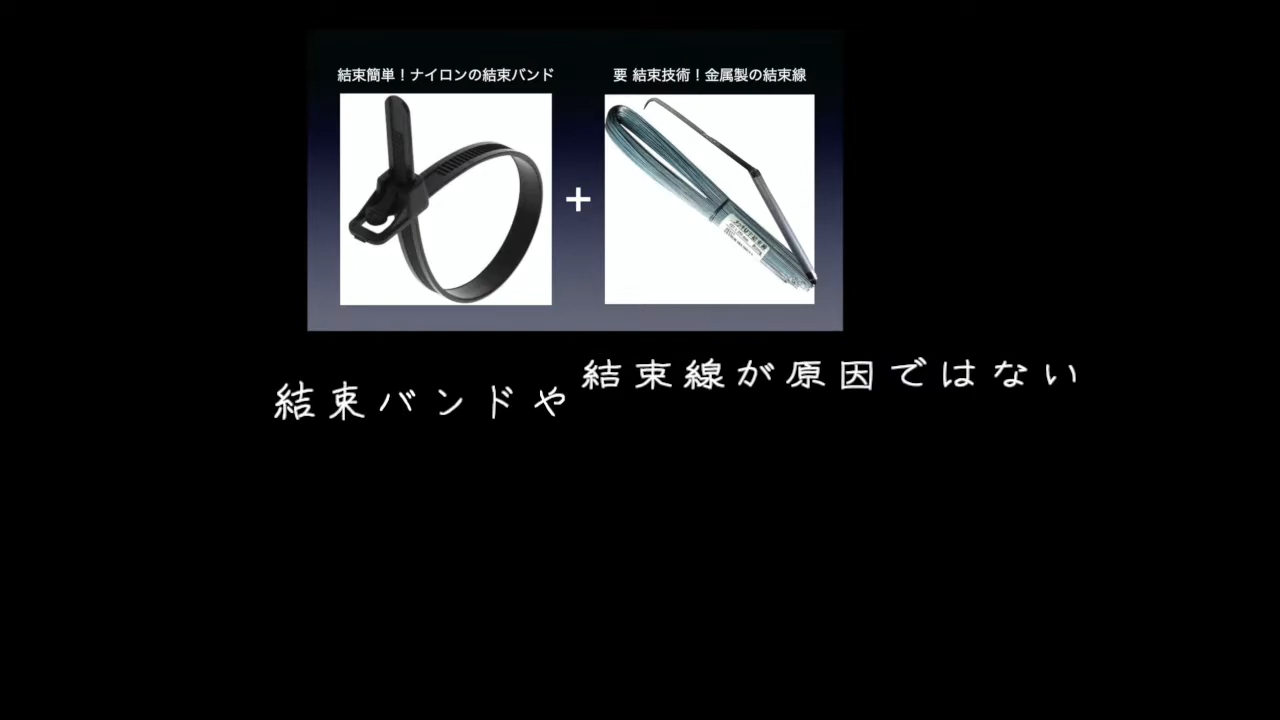 結束簡単！ナイロンの結束バンド
要 結束技術！金属製の結束線
+
結束バンドや
結束線が原因ではない